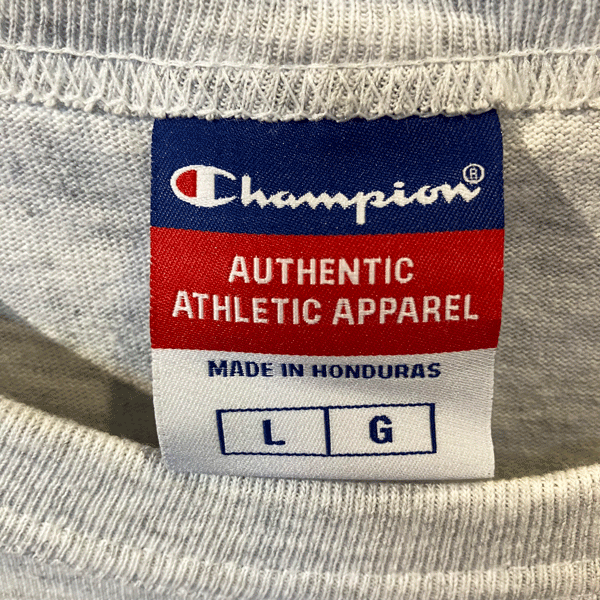 Champion®
AUTHENTIC
ATHLETIC APPAREL
MADE IN HONDURAS
L G